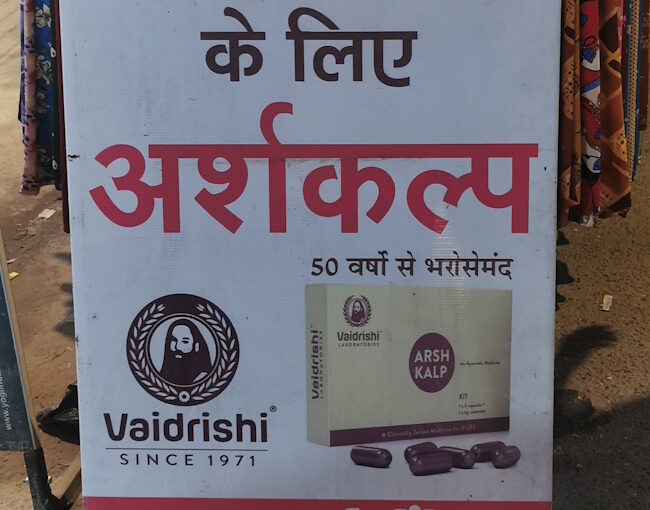 के लिए
अर्शकल्प
50 वर्षो से भरोसेमंद
Vaidrishi
LABORATORIES
Vaidrishi
LABORATORIES
ARSH
KALP
An Ayurvedic Medicine
KIT
A Clinically Tested Medicine for PILES
Vaidrishi®
SINCE 1971